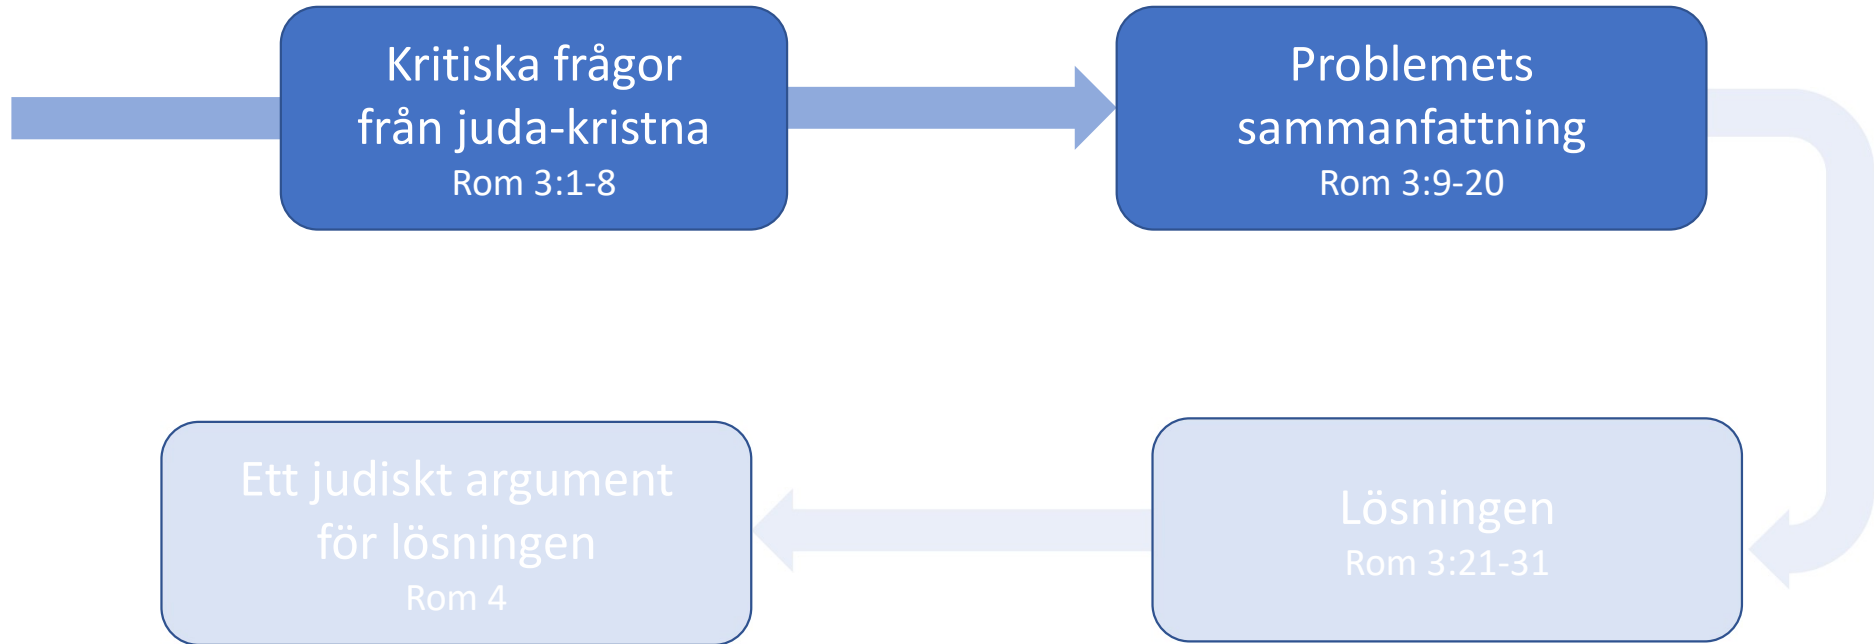 Kritiska frågor
från juda-kristna
Rom 3:1-8
Problemets
sammanfattning
Rom 3:9-20
Lösningen
Rom 3:21-31
Ett judiskt argument
för lösningen
Rom 4